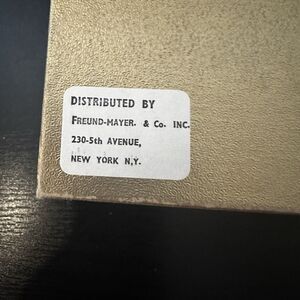 DISTRIBUTED BY
FREUND-MAYER. & Co. INC.
230-5th AVENUE,
NEW YORK N,Y.